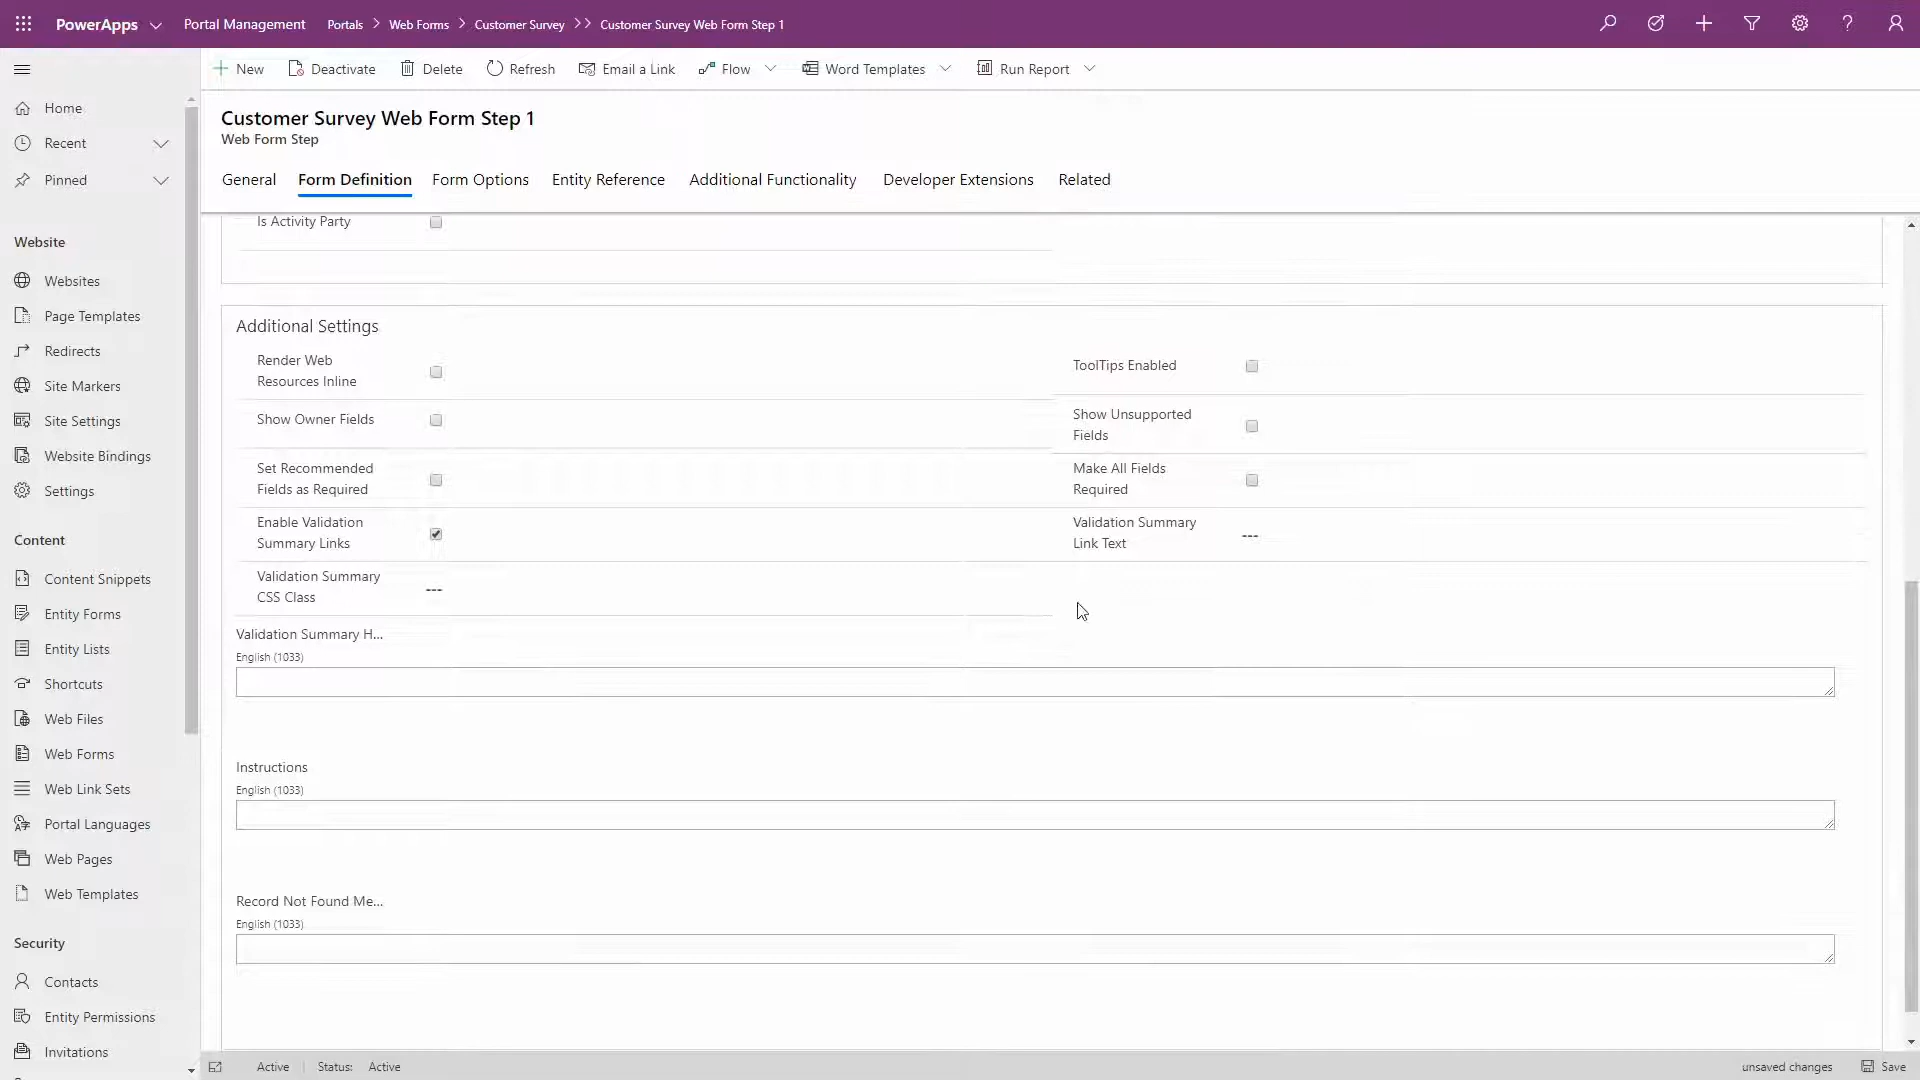 PowerApps
Portal Management
Portals > Web Forms > Customer Survey >> Customer Survey Web Form Step 1
New
Deactivate
Delete
Refresh
Email a Link
Flow
Word Templates
Run Report
Home
Recent
Pinned
Website
Websites
Page Templates
Redirects
Site Markers
Site Settings
Website Bindings
Settings
Content
Content Snippets
Entity Forms
Entity Lists
Shortcuts
Web Files
Web Forms
Web Link Sets
Portal Languages
Web Pages
Web Templates
Security
Contacts
Entity Permissions
Invitations
Customer Survey Web Form Step 1
Web Form Step
General
Form Definition
Form Options
Entity Reference
Additional Functionality
Developer Extensions
Related
Is Activity Party
Additional Settings
Render Web
Resources Inline
ToolTips Enabled
Show Owner Fields
Show Unsupported
Fields
Set Recommended
Fields as Required
Make All Fields
Required
Enable Validation
Summary Links
Validation Summary
Link Text
---
Validation Summary
CSS Class
---
Validation Summary H...
English (1033)
Instructions
English (1033)
Record Not Found Me...
English (1033)
Active
Status: Active
unsaved changes
Save